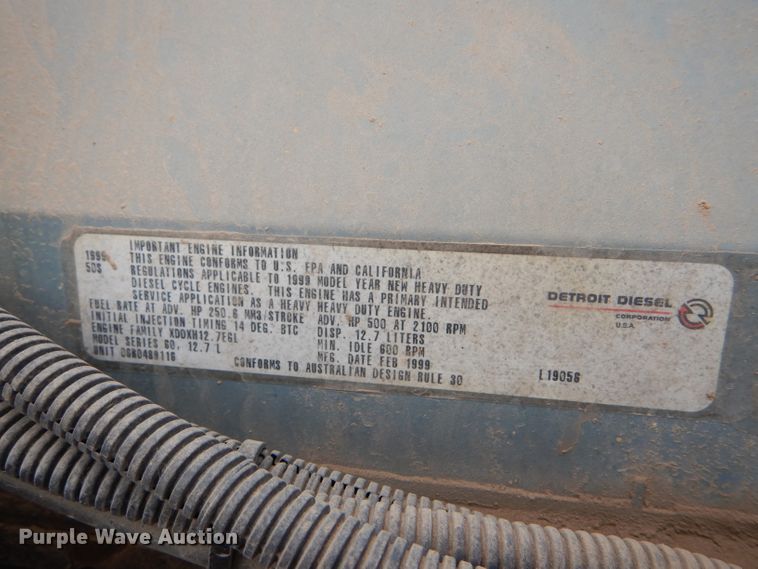 IMPORTANT ENGINE INFORMATION
THIS ENGINE CONFORMS TO U.S. EPA AND CALIFORNIA
REGULATIONS APPLICABLE TO 1999 MODEL YEAR NEW HEAVY DUTY
DIESEL CYCLE ENGINES. THIS ENGINE HAS A PRIMARY INTENDED
SERVICE APPLICATION AS A HEAVY HEAVY DUTY ENGINE.
FUEL RATE AT ADV. HP 250.6 MM3/STROKE ADV. HP 500 AT 2100 RPM
INITIAL INJECTION TIMING 14 DEG. BTC DISP. 12.7 LITERS
ENGINE FAMILY XDDXH12.7EGL MIN. IDLE 600 RPM
MODEL SERIES 60, 12.7 L MFG. DATE FEB 1999
UNIT 06R0489116 CONFORMS TO AUSTRALIAN DESIGN RULE 30
L19056
DETROIT DIESEL
CORPORATION
U.S.A.
Purple Wave Auction